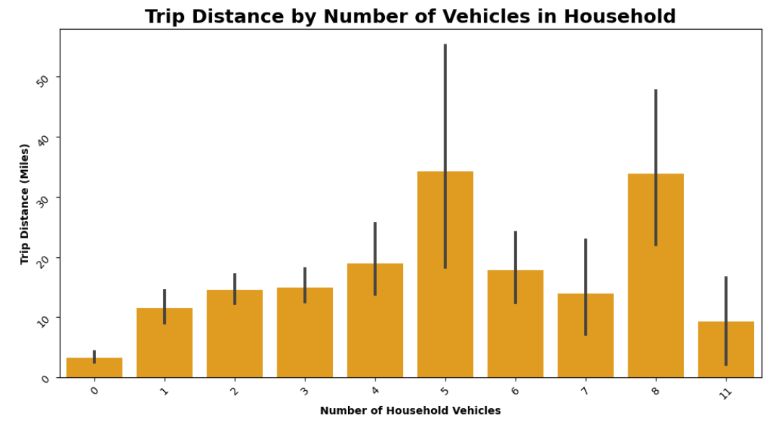 Trip Distance by Number of Vehicles in Household
Trip Distance (Miles)
50
40
30
20
10
0
0 1 2 3 4 5 6 7 8 11
Number of Household Vehicles